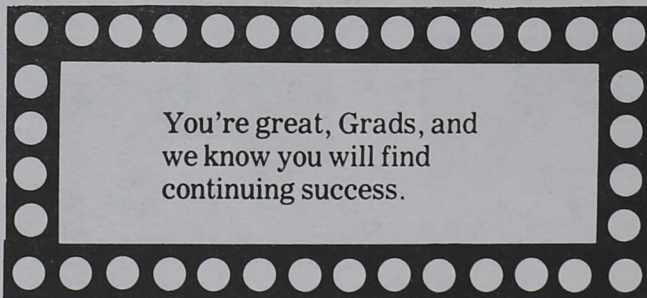 You're great, Grads, and
we know you will find
continuing success.